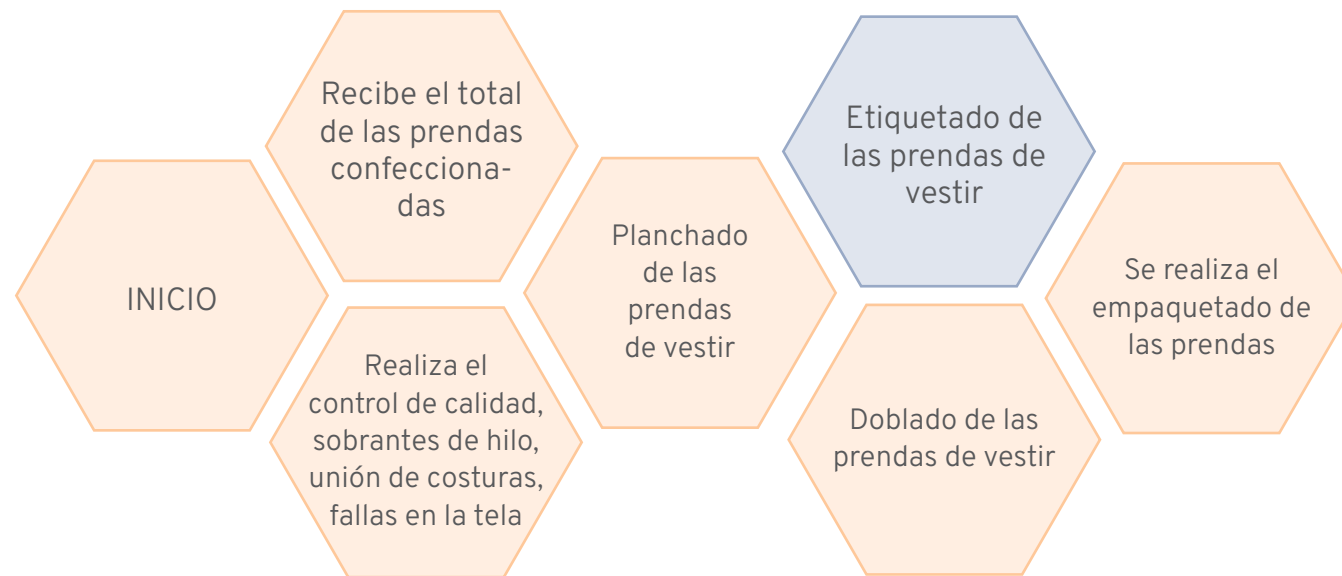 INICIO
Recibe el total
de las prendas
confecciona-
das
Realiza el
control de calidad,
sobrantes de hilo,
unión de costuras,
fallas en la tela
Planchado
de las
prendas
de vestir
Etiquetado de
las prendas de
vestir
Doblado de las
prendas de vestir
Se realiza el
empaquetado de
las prendas